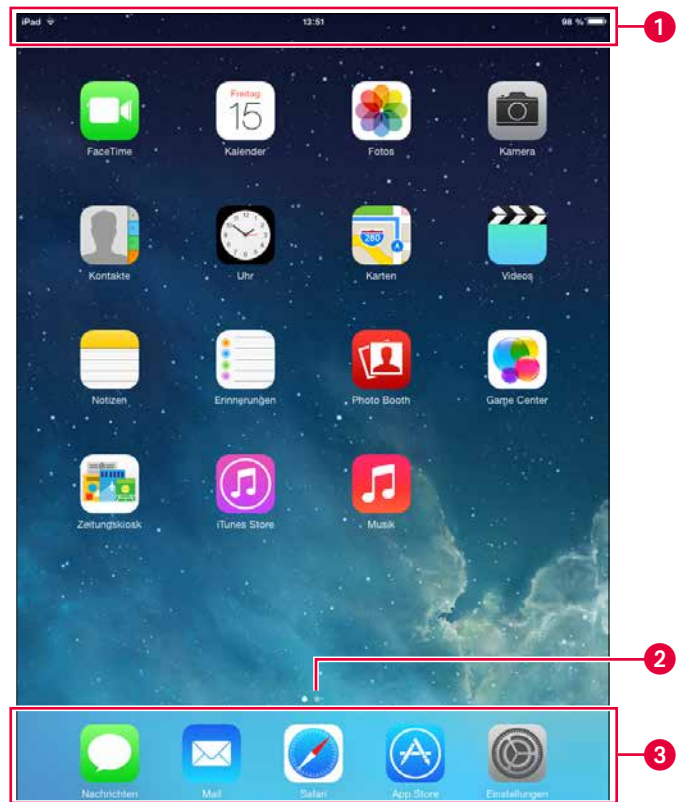 iPad 13:51 98 %
1
Freitag
15
FaceTime Kalender Fotos Kamera
280
Kontakte Uhr Karten Videos
Notizen Erinnerungen Photo Booth Game Center
Zeitungskiosk iTunes Store Musik
2
3
Nachrichten Mail Safari App Store Einstellungen